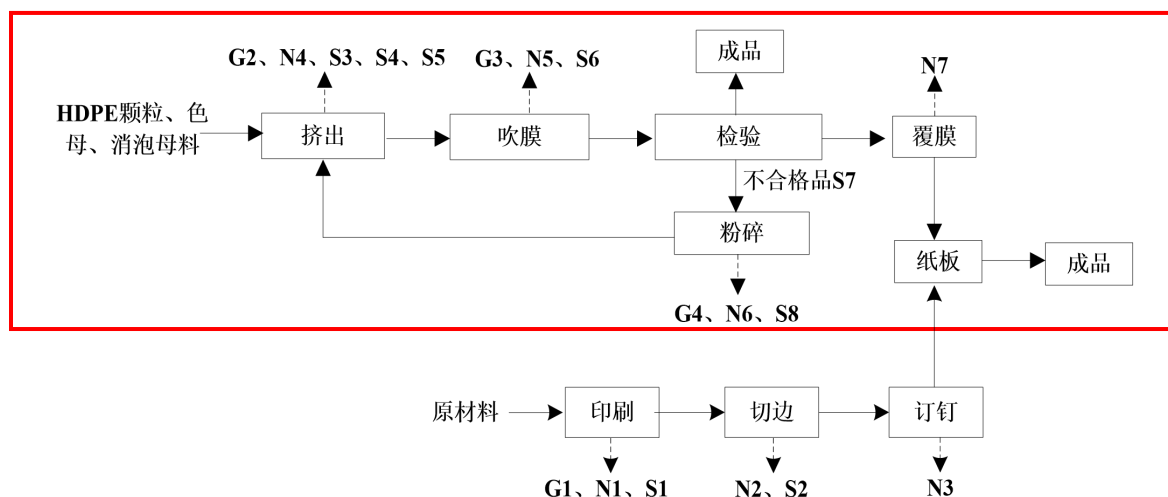 成品
G2、N4、S3、S4、S5
G3、N5、S6
N7
HDPE颗粒、色
母、消泡母料
挤出
吹膜
检验
覆膜
不合格品S7
粉碎
纸板
成品
G4、N6、S8
原材料
印刷
切边
订钉
G1、N1、S1
N2、S2
N3